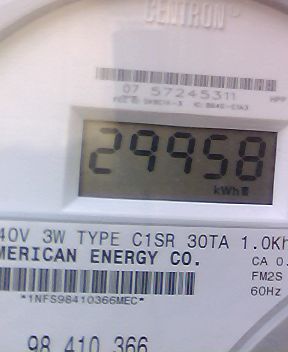 CENTRON
07 57245311
29958
kWh
40V 3W TYPE C1SR 30TA 1.0Kh
MERICAN ENERGY CO.
CA 0.
FM2S
60Hz
*1NFS98410366MEC*
98 410 366